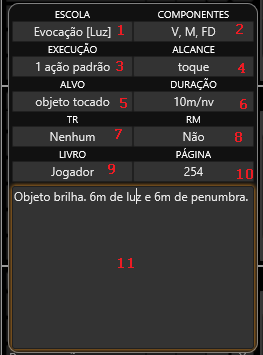 ESCOLA COMPONENTES
Evocação [Luz] 1 V, M, FD 2
EXECUÇÃO ALCANCE
1 ação padrão 3 toque 4
ALVO DURAÇÃO
objeto tocado 5 10m/nv 6
TR RM
Nenhum 7 Não 8
LIVRO PÁGINA
Jogador 9 254 10
Objeto brilha. 6m de luz e 6m de penumbra.
11